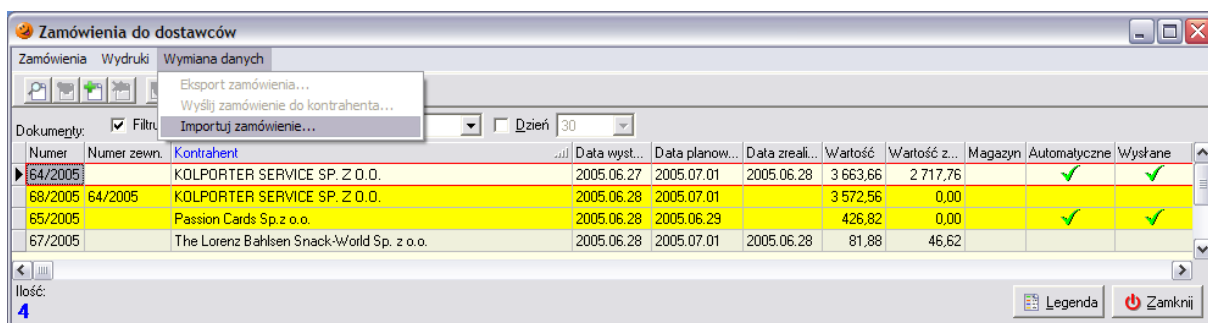 Zamówienia do dostawców
Zamówienia Wydruki Wymiana danych
Eksport zamówienia...
Wyślij zamówienie do kontrahenta...
Importuj zamówienie...
Dokumenty: Filtru Dzień 30
Numer Numer zewn. Kontrahent Data wyst... Data planow... Data zreali... Wartość Wartość z... Magazyn Automatyczne Wysłane
64/2005 KOLPORTER SERVICE SP. Z O.O. 2005.06.27 2005.07.01 2005.06.28 3 663,66 2 717,76
68/2005 64/2005 KOLPORTER SERVICE SP. Z O.O. 2005.06.28 2005.07.01 3 572,56 0,00
65/2005 Passion Cards Sp.z o.o. 2005.06.28 2005.06.29 426,82 0,00
67/2005 The Lorenz Bahlsen Snack-World Sp. z o.o. 2005.06.28 2005.07.01 2005.06.28 81,88 46,62
Ilość:
4
Legenda Zamknij